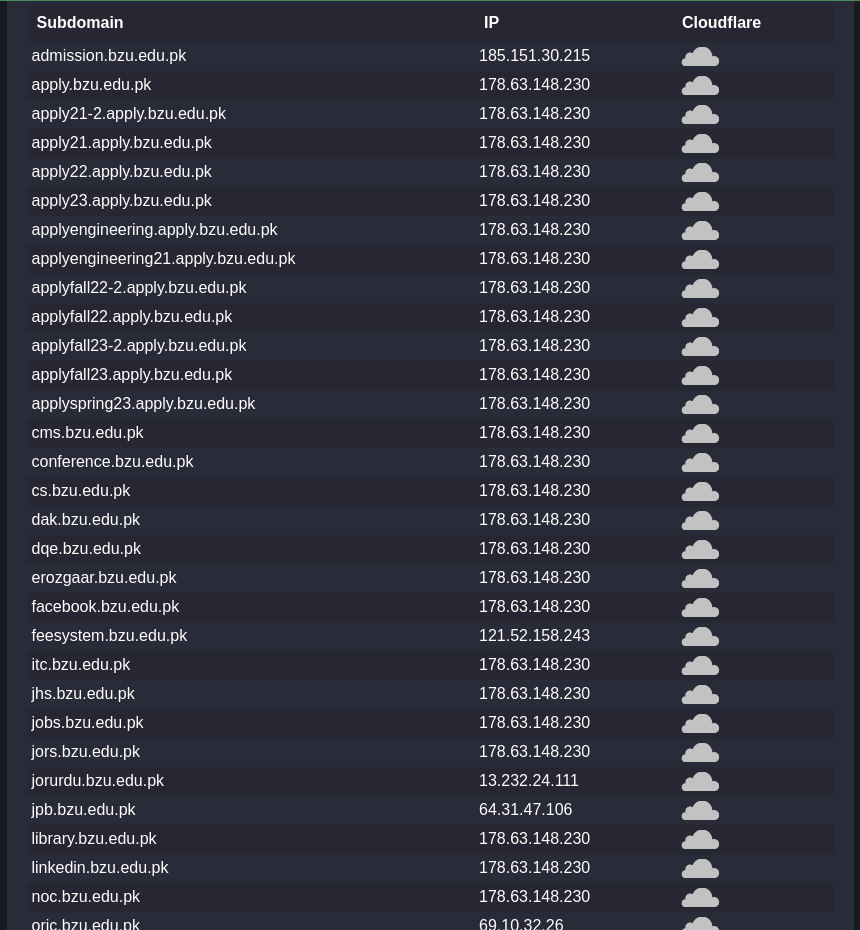 Subdomain IP Cloudflare
admission.bzu.edu.pk 185.151.30.215
apply.bzu.edu.pk 178.63.148.230
apply21-2.apply.bzu.edu.pk 178.63.148.230
apply21.apply.bzu.edu.pk 178.63.148.230
apply22.apply.bzu.edu.pk 178.63.148.230
apply23.apply.bzu.edu.pk 178.63.148.230
applyengineering.apply.bzu.edu.pk 178.63.148.230
applyengineering21.apply.bzu.edu.pk 178.63.148.230
applyfall22-2.apply.bzu.edu.pk 178.63.148.230
applyfall22.apply.bzu.edu.pk 178.63.148.230
applyfall23-2.apply.bzu.edu.pk 178.63.148.230
applyfall23.apply.bzu.edu.pk 178.63.148.230
applyspring23.apply.bzu.edu.pk 178.63.148.230
cms.bzu.edu.pk 178.63.148.230
conference.bzu.edu.pk 178.63.148.230
cs.bzu.edu.pk 178.63.148.230
dak.bzu.edu.pk 178.63.148.230
dqe.bzu.edu.pk 178.63.148.230
erozgaar.bzu.edu.pk 178.63.148.230
facebook.bzu.edu.pk 178.63.148.230
feesystem.bzu.edu.pk 121.52.158.243
itc.bzu.edu.pk 178.63.148.230
jhs.bzu.edu.pk 178.63.148.230
jobs.bzu.edu.pk 178.63.148.230
jors.bzu.edu.pk 178.63.148.230
jorurdu.bzu.edu.pk 13.232.24.111
jpb.bzu.edu.pk 64.31.47.106
library.bzu.edu.pk 178.63.148.230
linkedin.bzu.edu.pk 178.63.148.230
noc.bzu.edu.pk 178.63.148.230
oric.bzu.edu.pk 69.10.32.26